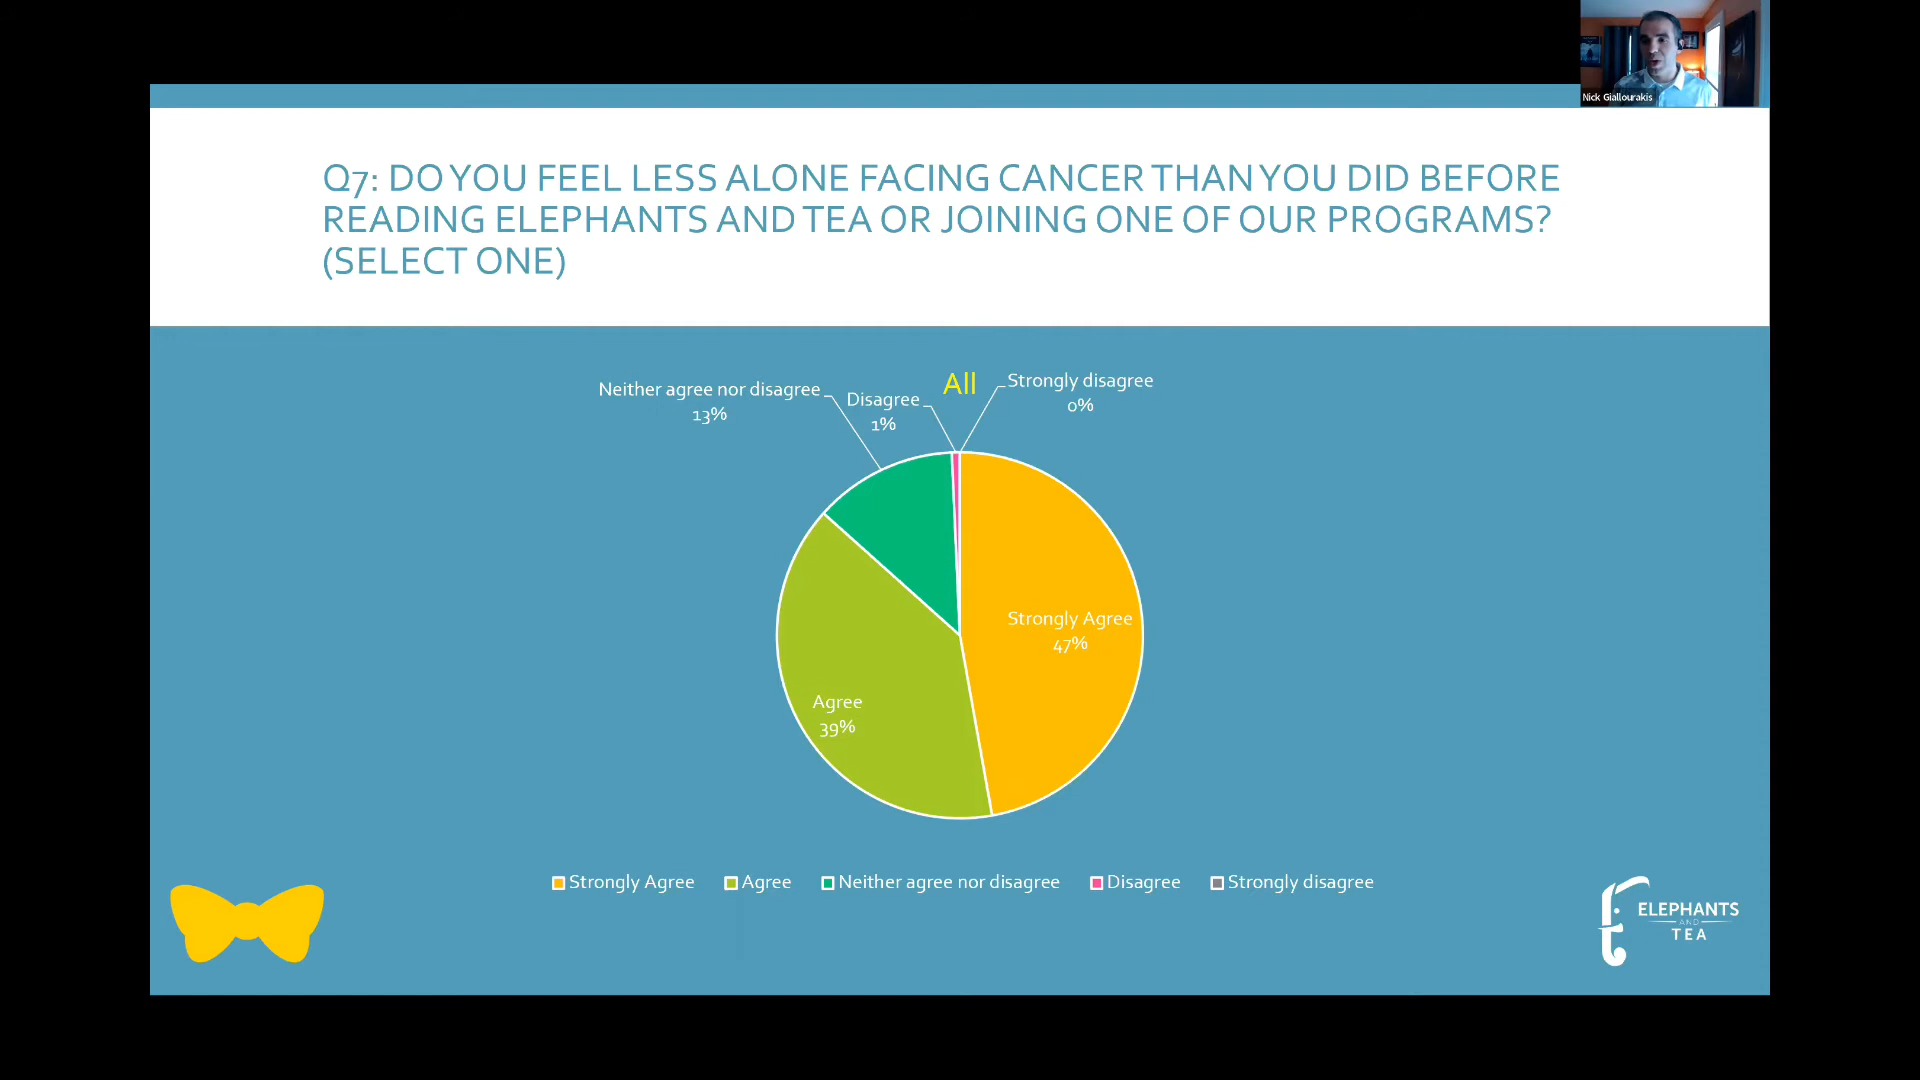 Nick Giallourakis
Q7: DO YOU FEEL LESS ALONE FACING CANCER THAN YOU DID BEFORE
READING ELEPHANTS AND TEA OR JOINING ONE OF OUR PROGRAMS?
(SELECT ONE)
All
Neither agree nor disagree
13%
Disagree
1%
Strongly disagree
0%
Strongly Agree
47%
Agree
39%
Strongly Agree Agree Neither agree nor disagree Disagree Strongly disagree
ELEPHANTS
AND
TEA